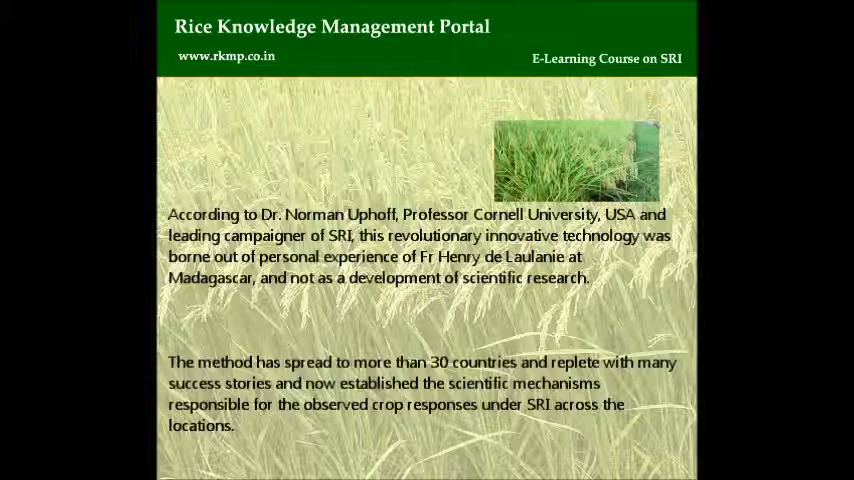 Rice Knowledge Management Portal
www.rkmp.co.in
E-Learning Course on SRI
According to Dr. Norman Uphoff, Professor Cornell University, USA and
leading campaigner of SRI, this revolutionary innovative technology was
borne out of personal experience of Fr Henry de Laulanie at
Madagascar, and not as a development of scientific research.
The method has spread to more than 30 countries and replete with many
success stories and now established the scientific mechanisms
responsible for the observed crop responses under SRI across the
locations.